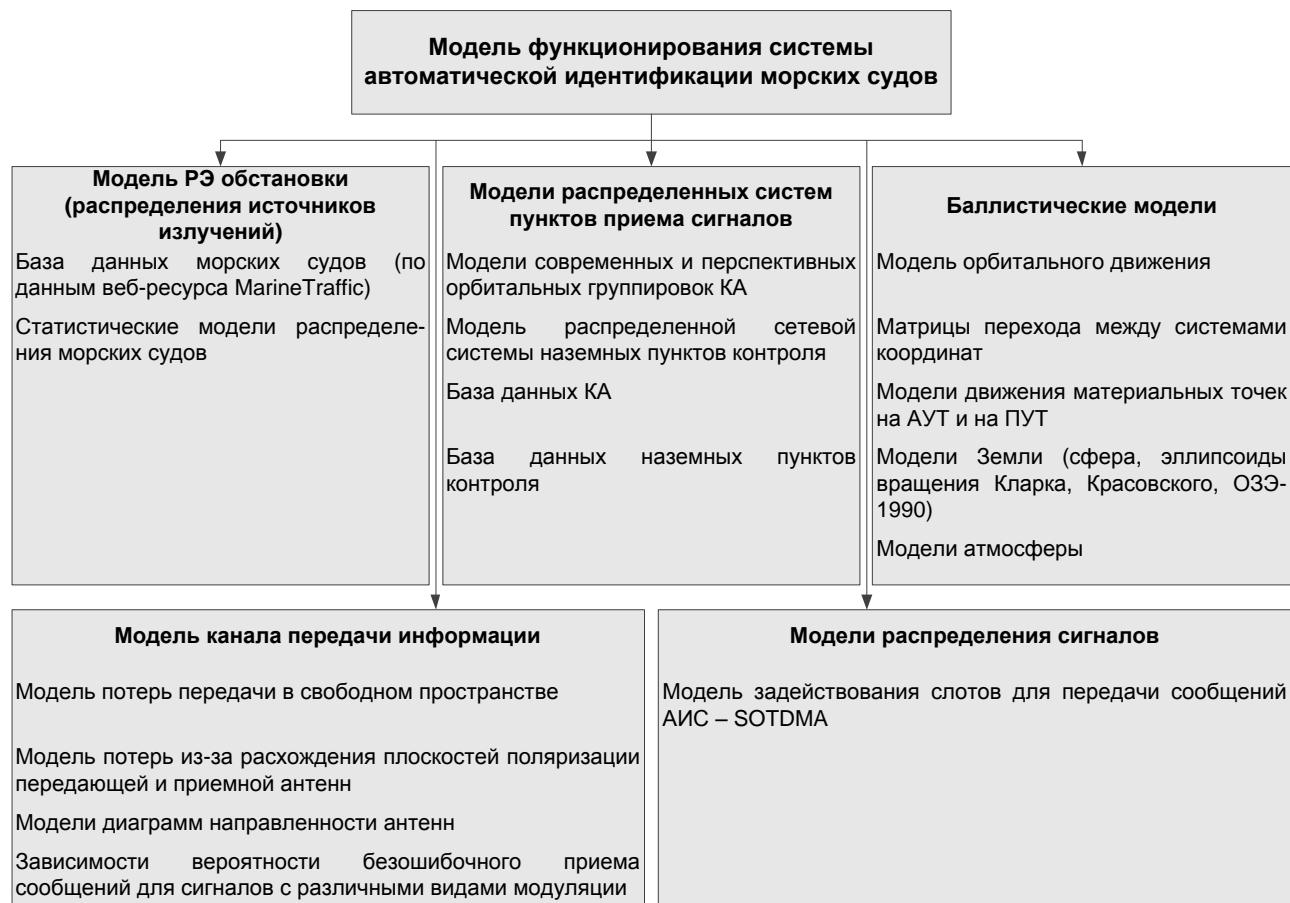 Модель функционирования системы
автоматической идентификации морских судов
Модель РЭ обстановки
(распределения источников
излучений)
База данных морских судов (по
данным веб-ресурса MarineTraffic)
Статистические модели распределе-
ния морских судов
Модели распределенных систем
пунктов приема сигналов
Модели современных и перспективных
орбитальных группировок КА
Модель распределенной сетевой
системы наземных пунктов контроля
База данных КА
База данных наземных пунктов
контроля
Баллистические модели
Модель орбитального движения
Матрицы перехода между системами
координат
Модели движения материальных точек
на АУТ и на ПУТ
Модели Земли (сфера, эллипсоиды
вращения Кларка, Красовского, ОЗЭ-
1990)
Модели атмосферы
Модель канала передачи информации
Модель потерь передачи в свободном пространстве
Модель потерь из-за расхождения плоскостей поляризации
передающей и приемной антенн
Модели диаграмм направленности антенн
Зависимости вероятности безошибочного приема
сообщений для сигналов с различными видами модуляции
Модели распределения сигналов
Модель задействования слотов для передачи сообщений
АИС – SOTDMA